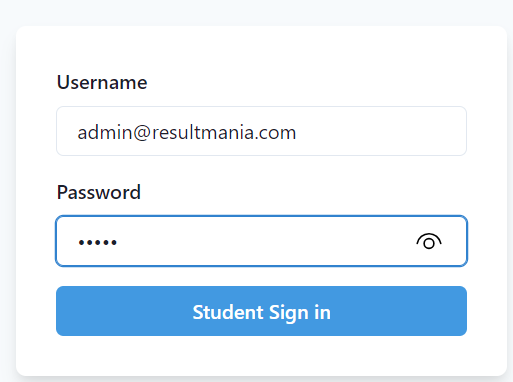 Username
admin@resultmania.com
Password
•••••
Student Sign in